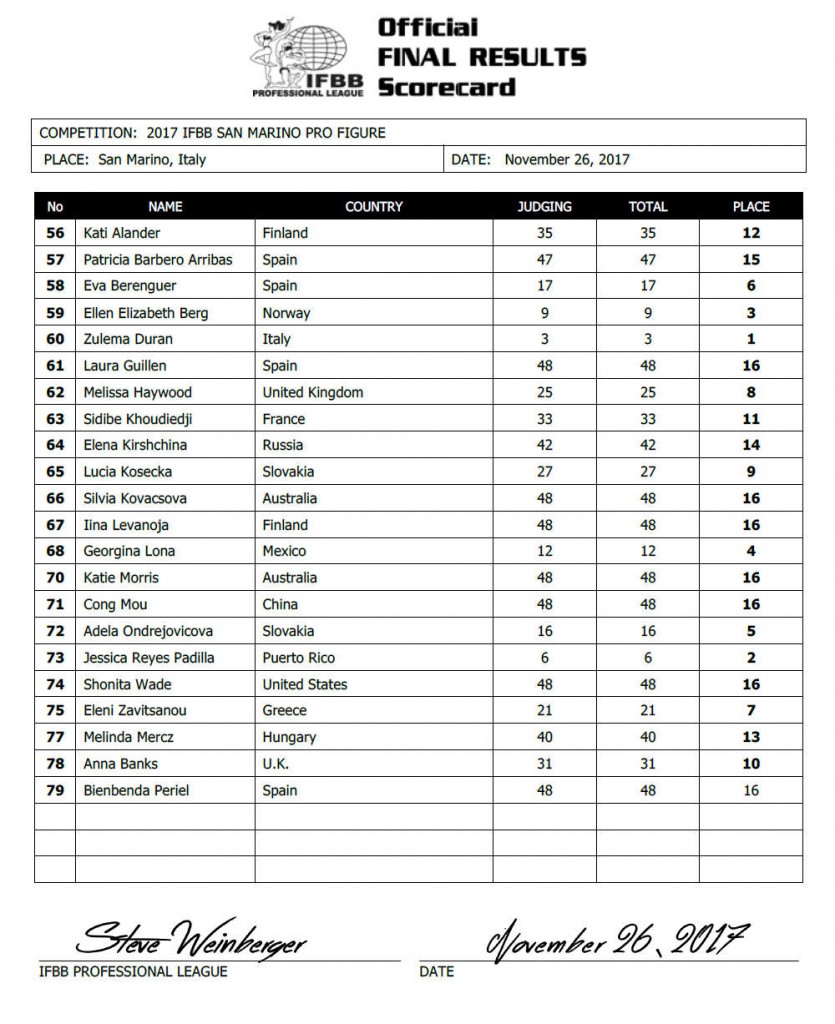 Official
FINAL RESULTS
Scorecard
IFBB
PROFESSIONAL LEAGUE
COMPETITION: 2017 IFBB SAN MARINO PRO FIGURE
PLACE: San Marino, Italy DATE: November 26, 2017
No NAME COUNTRY JUDGING TOTAL PLACE
56 Kati Alander Finland 35 35 12
57 Patricia Barbero Arribas Spain 47 47 15
58 Eva Berenguer Spain 17 17 6
59 Ellen Elizabeth Berg Norway 9 9 3
60 Zulema Duran Italy 3 3 1
61 Laura Guillen Spain 48 48 16
62 Melissa Haywood United Kingdom 25 25 8
63 Sidibe Khoudiedji France 33 33 11
64 Elena Kirshchina Russia 42 42 14
65 Lucia Kosecka Slovakia 27 27 9
66 Silvia Kovacsova Australia 48 48 16
67 Iina Levanoja Finland 48 48 16
68 Georgina Lona Mexico 12 12 4
70 Katie Morris Australia 48 48 16
71 Cong Mou China 48 48 16
72 Adela Ondrejovicova Slovakia 16 16 5
73 Jessica Reyes Padilla Puerto Rico 6 6 2
74 Shonita Wade United States 48 48 16
75 Eleni Zavitsanou Greece 21 21 7
77 Melinda Mercz Hungary 40 40 13
78 Anna Banks U.K. 31 31 10
79 Bienbenda Periel Spain 48 48 16
Steve Weinberger November 26, 2017
IFBB PROFESSIONAL LEAGUE DATE